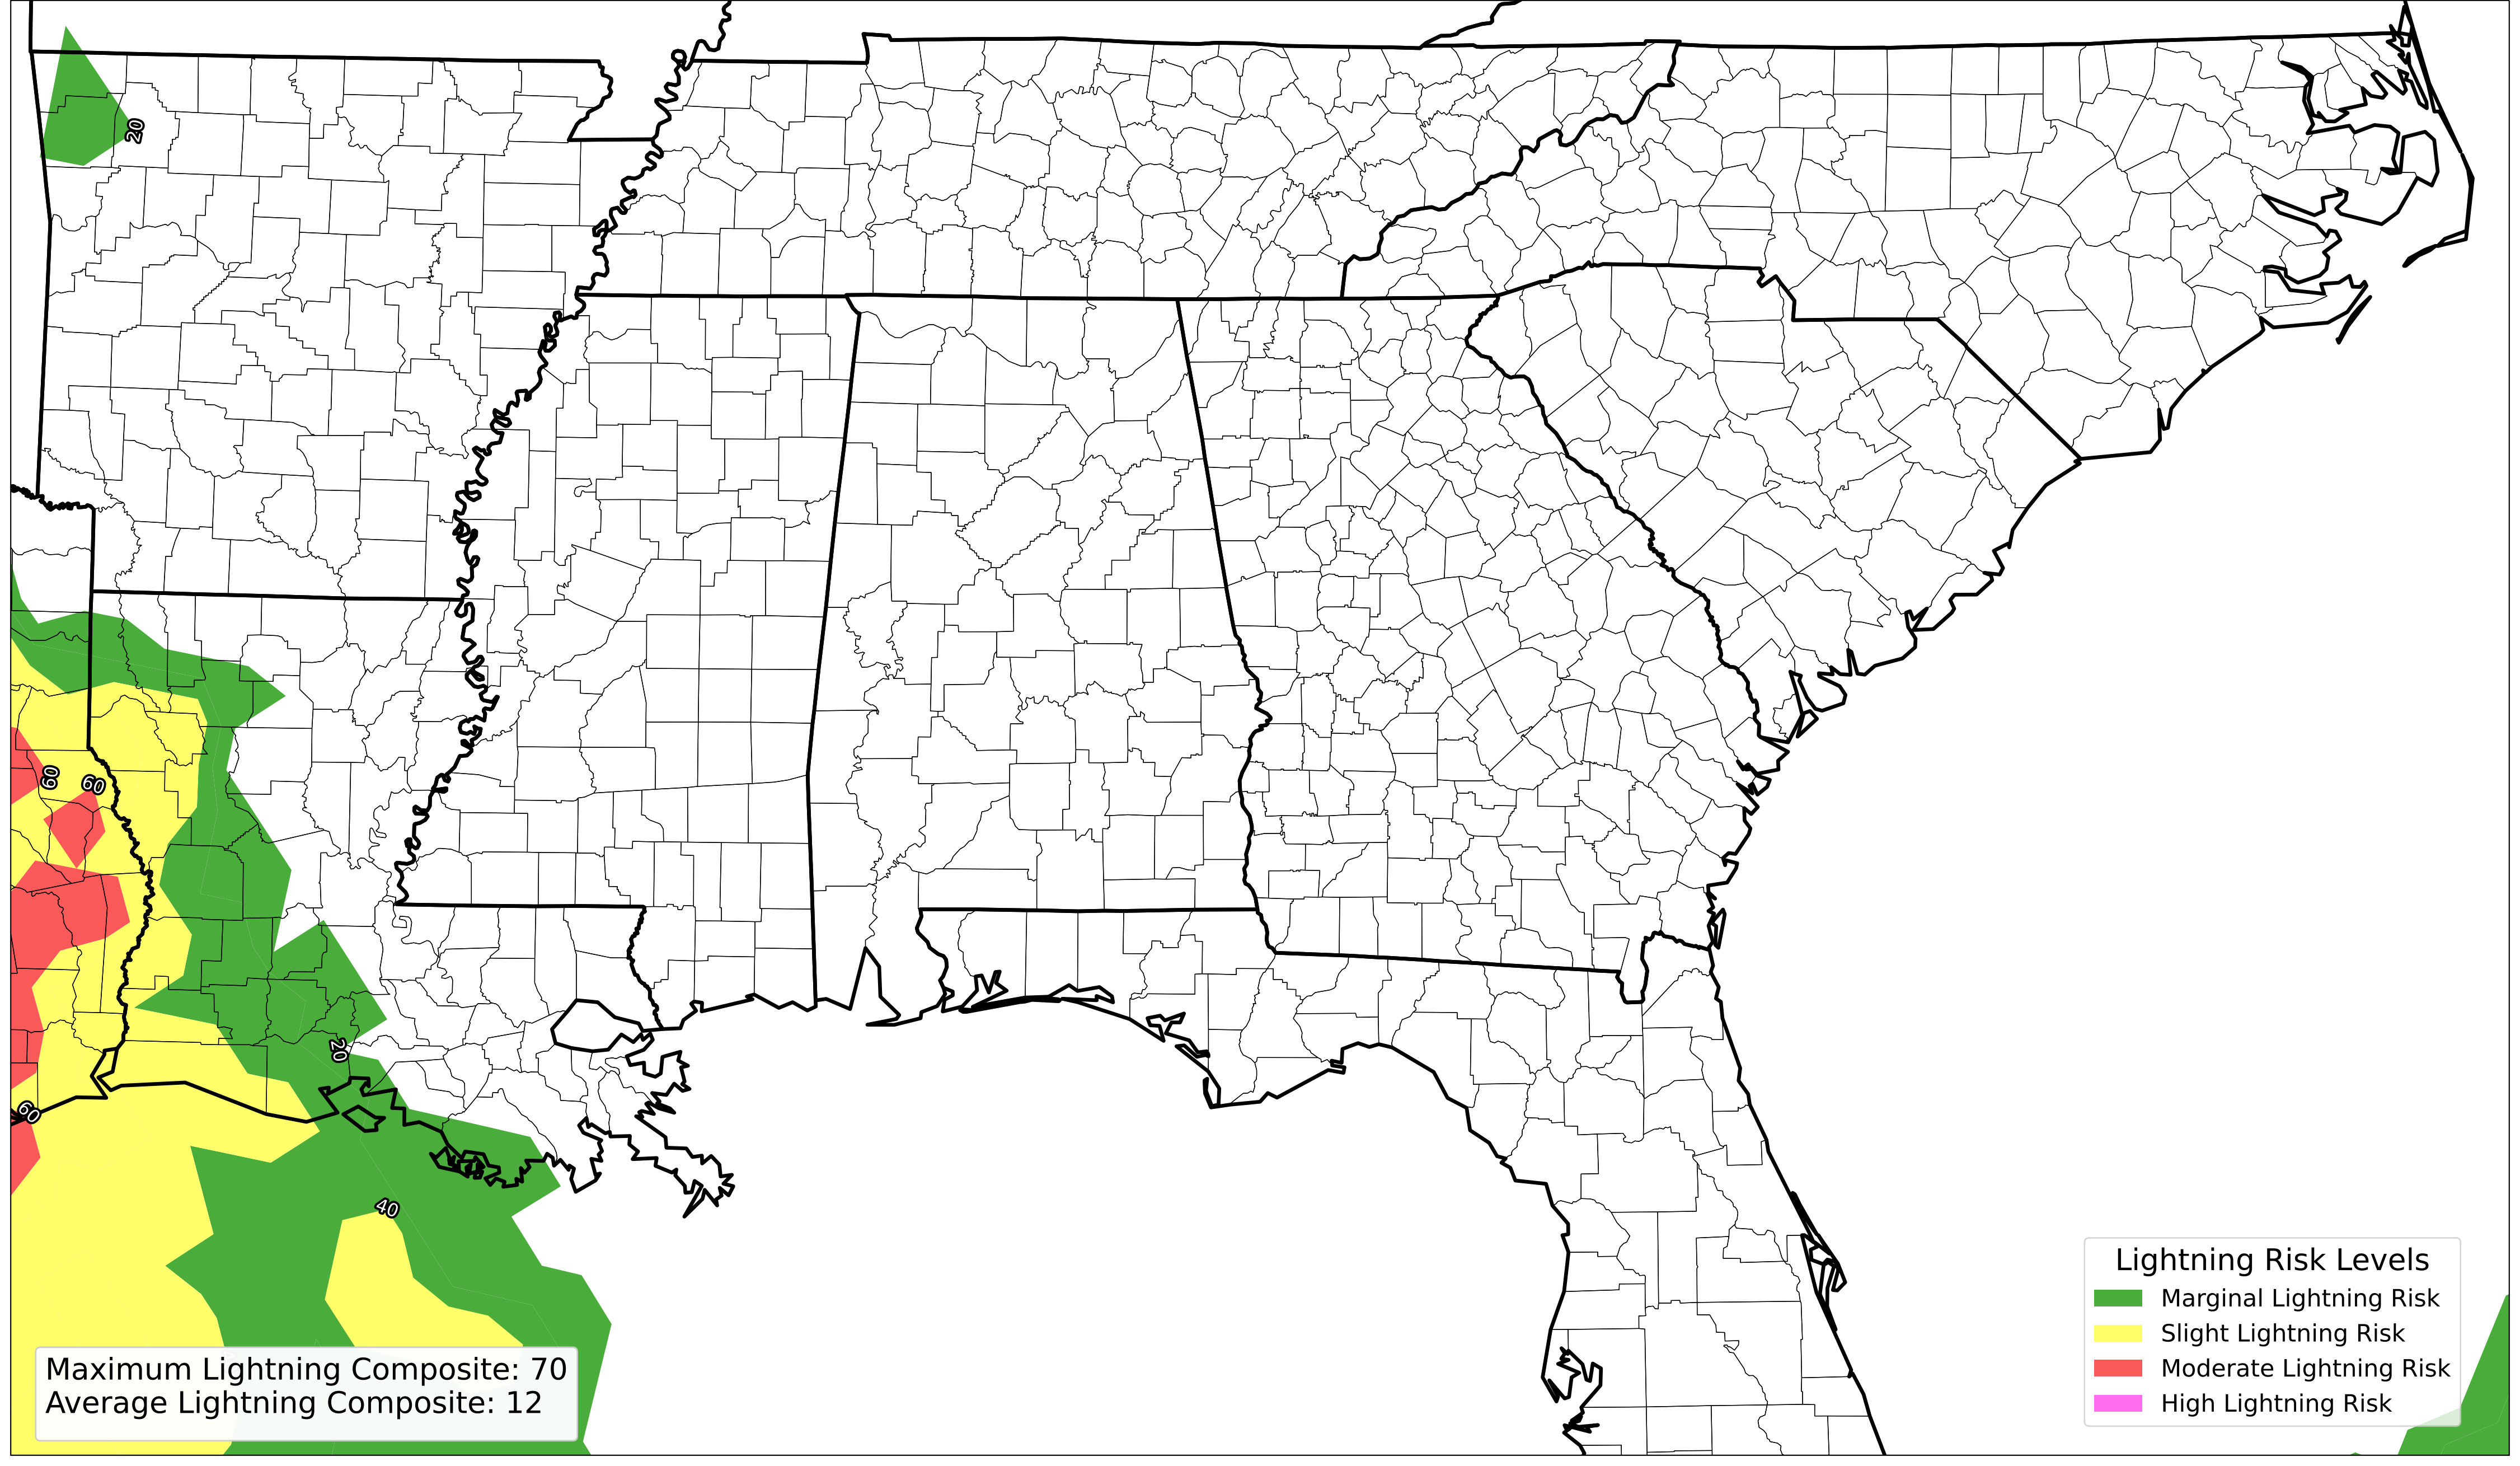 20
60
60
60
20
40
Maximum Lightning Composite: 70
Average Lightning Composite: 12
Lightning Risk Levels
Marginal Lightning Risk
Slight Lightning Risk
Moderate Lightning Risk
High Lightning Risk